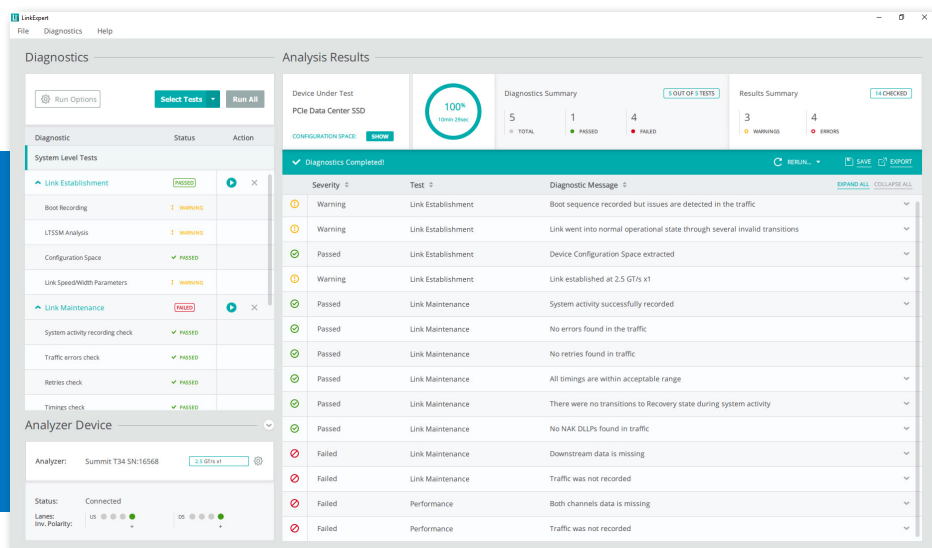 LinkExpert
File Diagnostics Help
Diagnostics
Run Options Select Tests Run All
Diagnostic Status Action
System Level Tests
Link Establishment PASSED
Boot Recording WARNING
LTSSM Analysis WARNING
Configuration Space PASSED
Link Speed/Width Parameters WARNING
Link Maintenance FAILED
System activity recording check PASSED
Traffic errors check PASSED
Retries check PASSED
Timings check PASSED
Analyzer Device
Analyzer: Summit T34 SN:16568 2.5 GT/s x1
Status: Connected
Lanes: US DS
Inv. Polarity: + +
Analysis Results
Device Under Test
PCIe Data Center SSD
CONFIGURATION SPACE: SHOW
100%
10min 29sec
Diagnostics Summary 5 OUT OF 5 TESTS
5 1 4
TOTAL PASSED FAILED
Results Summary 14 CHECKED
3 4
WARNINGS ERRORS
Diagnostics Completed! RERUN... SAVE EXPORT
Severity Test Diagnostic Message EXPAND ALL COLLAPSE ALL
Warning Link Establishment Boot sequence recorded but issues are detected in the traffic
Warning Link Establishment Link went into normal operational state through several invalid transitions
Passed Link Establishment Device Configuration Space extracted
Warning Link Establishment Link established at 2.5 GT/s x1
Passed Link Maintenance System activity successfully recorded
Passed Link Maintenance No errors found in the traffic
Passed Link Maintenance No retries found in traffic
Passed Link Maintenance All timings are within acceptable range
Passed Link Maintenance There were no transitions to Recovery state during system activity
Passed Link Maintenance No NAK DLLPs found in traffic
Failed Link Maintenance Downstream data is missing
Failed Link Maintenance Traffic was not recorded
Failed Performance Both channels data is missing
Failed Performance Traffic was not recorded